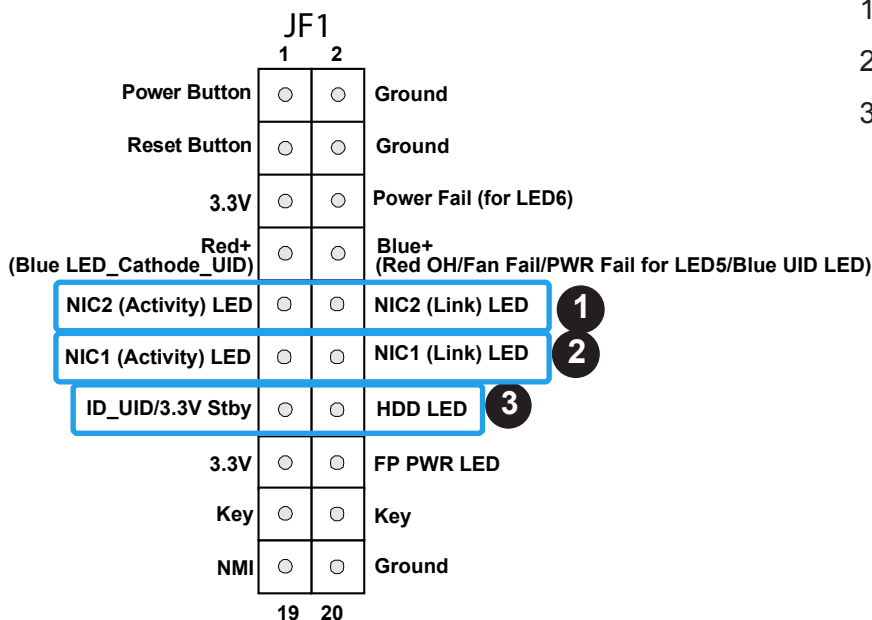 JF1
1 2
Power Button Ground
Reset Button Ground
3.3V Power Fail (for LED6)
Red+ Blue+
(Blue LED_Cathode_UID) (Red OH/Fan Fail/PWR Fail for LED5/Blue UID LED)
NIC2 (Activity) LED NIC2 (Link) LED 1
NIC1 (Activity) LED NIC1 (Link) LED 2
ID_UID/3.3V Stby HDD LED 3
3.3V FP PWR LED
Key Key
NMI Ground
19 20
1
2
3